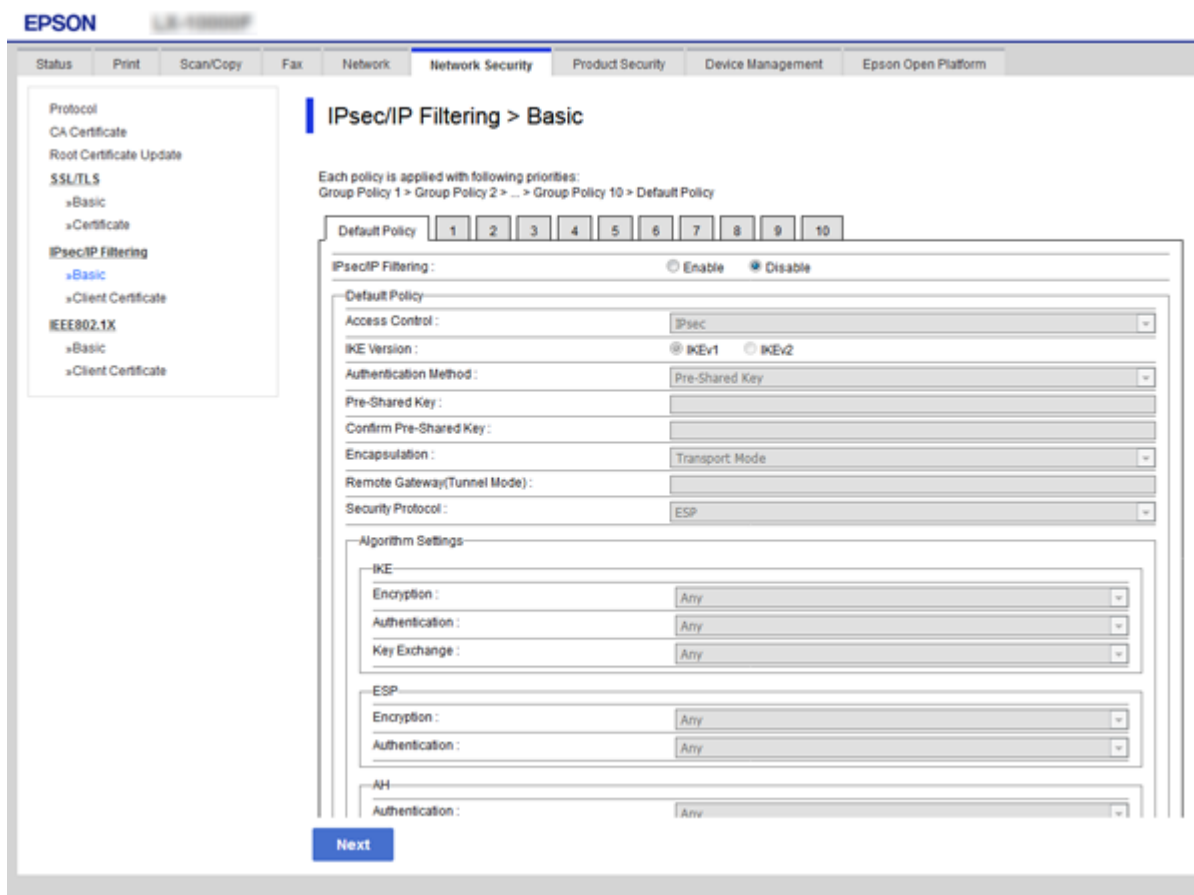 EPSON
Status Print Scan/Copy Fax Network Network Security Product Security Device Management Epson Open Platform
Protocol
CA Certificate
Root Certificate Update
SSL/TLS
»Basic
»Certificate
IPsec/IP Filtering
»Basic
»Client Certificate
IEEE802.1X
»Basic
»Client Certificate
IPsec/IP Filtering > Basic
Each policy is applied with following priorities:
Group Policy 1 > Group Policy 2 > ... > Group Policy 10 > Default Policy
Default Policy 1 2 3 4 5 6 7 8 9 10
IPsec/IP Filtering : Enable Disable
Default Policy
Access Control : IPsec
IKE Version : IKEv1 IKEv2
Authentication Method : Pre-Shared Key
Pre-Shared Key :
Confirm Pre-Shared Key :
Encapsulation : Transport Mode
Remote Gateway(Tunnel Mode) :
Security Protocol : ESP
Algorithm Settings
IKE
Encryption : Any
Authentication : Any
Key Exchange : Any
ESP
Encryption : Any
Authentication : Any
AH
Authentication : Any
Next